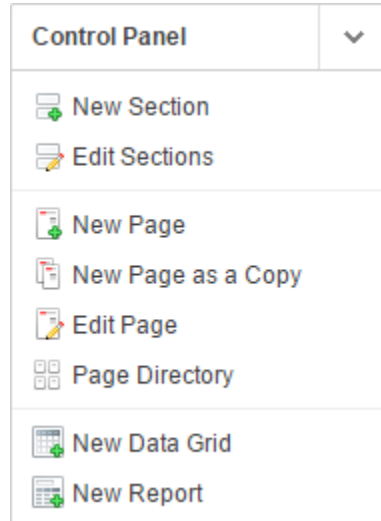 Control Panel
New Section
Edit Sections
New Page
New Page as a Copy
Edit Page
Page Directory
New Data Grid
New Report